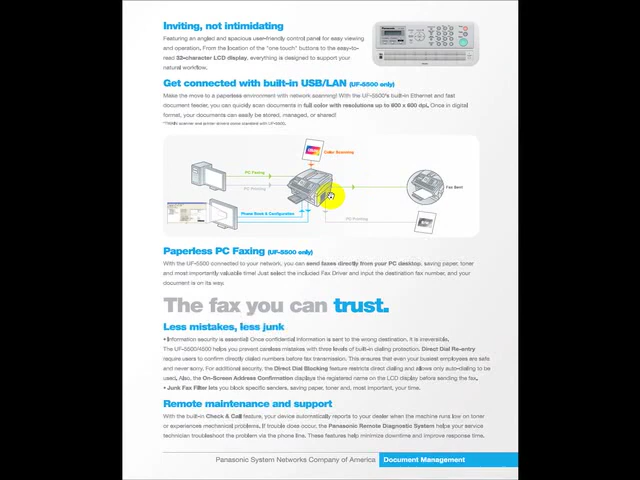 Inviting, not intimidating
Featuring an angled and spacious user-friendly control panel for easy viewing
and operation. From the location of the "one touch" buttons to the easy-to-
read 32-character LCD display, everything is designed to support your
natural workflow.
Get connected with built-in USB/LAN (UF-5500 only)
Make the move to a paperless environment with network scanning! With the UF-5500's built-in Ethernet and fast
document feeder, you can quickly scan documents in full color with resolutions up to 600 x 600 dpi. Once in digital
format, your documents can easily be stored, managed, or shared!
scanner and printer drivers come standard with UF-5500.
Color Scanning
PC Faxing
PC Printing
Fax Sent
Phone Book & Configuration
PC Printing
Paperless PC Faxing (UF-5500 only)
With the UF-5500 connected to your network, you can send faxes directly from your PC desktop, saving paper, toner
and most importantly valuable time! Just select the included Fax Driver and input the destination fax number, and your
document is on its way.
The fax you can trust.
Less mistakes, less junk
• Information security is essential! Once confidential information is sent to the wrong destination, it is irreversible.
The UF-5500/4500 helps you prevent careless mistakes with three levels of built-in dialing protection. Direct Dial Re-entry
require users to confirm directly dialed numbers before fax transmission. This ensures that even your busiest employees are safe
and never sorry. For additional security, the Direct Dial Blocking feature restricts direct dialing and allows only auto-dialing to be
used. Also, the On-Screen Address Confirmation displays the registered name on the LCD display before sending the fax.
• Junk Fax Filter lets you block specific senders, saving paper, toner and, most important, your time.
Remote maintenance and support
With the built-in Check & Call feature, your device automatically reports to your dealer when the machine runs low on toner
or experiences mechanical problems. If trouble does occur, the Panasonic Remote Diagnostic System helps your service
technician troubleshoot the problem via the phone line. These features help minimize downtime and improve response time.
Panasonic System Networks Company of America
Document Management